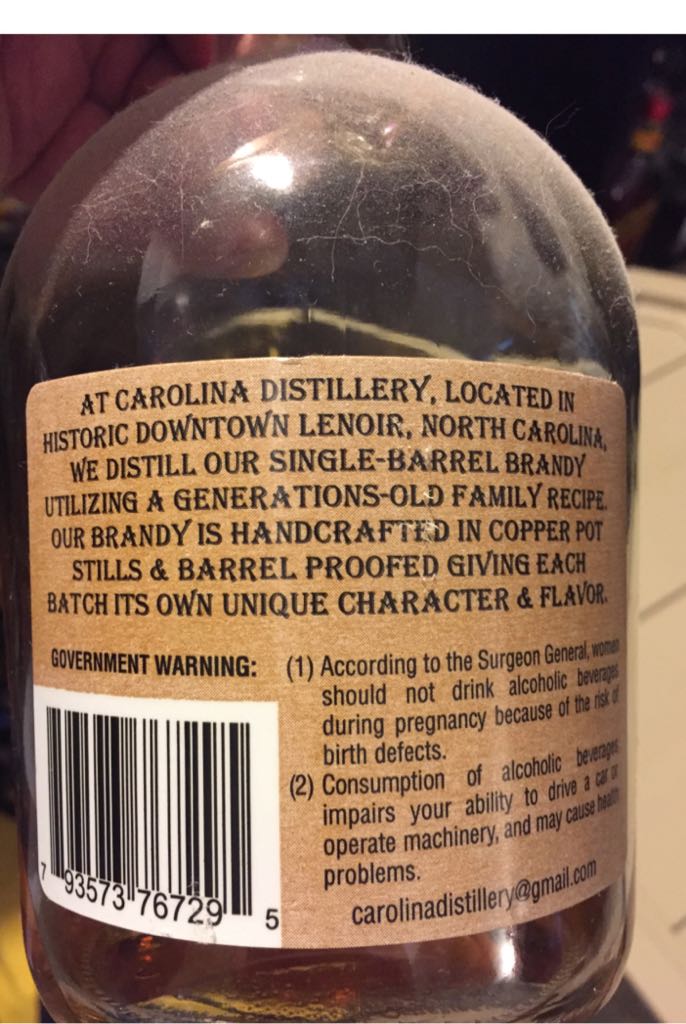 AT CAROLINA DISTILLERY, LOCATED IN
HISTORIC DOWNTOWN LENOIR, NORTH CAROLINA,
WE DISTILL OUR SINGLE-BARREL BRANDY
UTILIZING A GENERATIONS-OLD FAMILY RECIPE.
OUR BRANDY IS HANDCRAFTED IN COPPER POT
STILLS & BARREL PROOFED GIVING EACH
BATCH ITS OWN UNIQUE CHARACTER & FLAVOR.
GOVERNMENT WARNING: (1) According to the Surgeon General, women
should not drink alcoholic beverages
during pregnancy because of the risk of
birth defects.
(2) Consumption of alcoholic beverages
impairs your ability to drive a car or
operate machinery, and may cause health
problems.
carolinadistillery@gmail.com
7 93573 76729 5